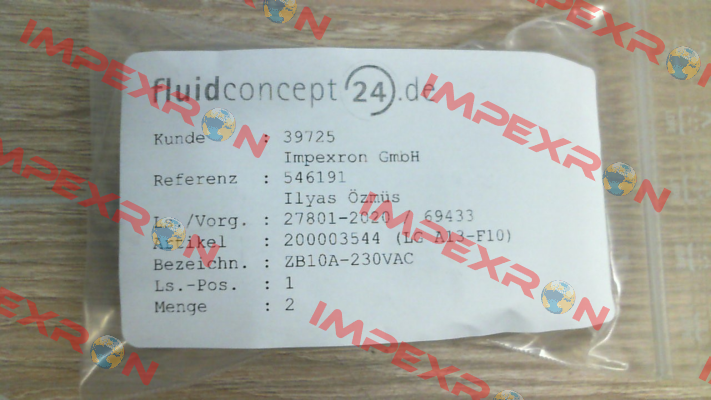 fluidconcept 24 .de
Kunde : 39725
Impexron GmbH
Referenz : 546191
Ilyas Özmüs
Ls./Vorg. : 27801-2020 69433
Artikel : 200003544 (LG A13-F10)
Bezeichn. : ZB10A-230VAC
Ls.-Pos. : 1
Menge : 2
IMPEXRON
IMPEXRON
IMPEXRON
IMPEXRON
IMPEXRON
IMPEXRON